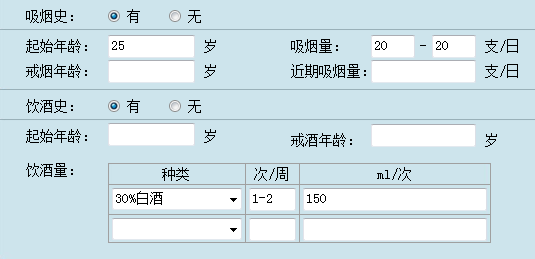 吸烟史： 有 无
起始年龄： 25 岁 吸烟量： 20 - 20 支/日
戒烟年龄： 岁 近期吸烟量： 支/日
饮酒史： 有 无
起始年龄： 岁 戒酒年龄： 岁
饮酒量： 种类 次/周 ml/次
30%白酒 1-2 150